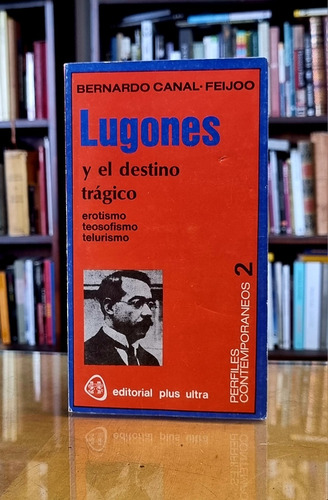 BERNARDO CANAL-FEIJOO
Lugones
y el destino
trágico
erotismo
teosofismo
telurismo
PERFILES
CONTEMPORANEOS 2
editorial plus ultra